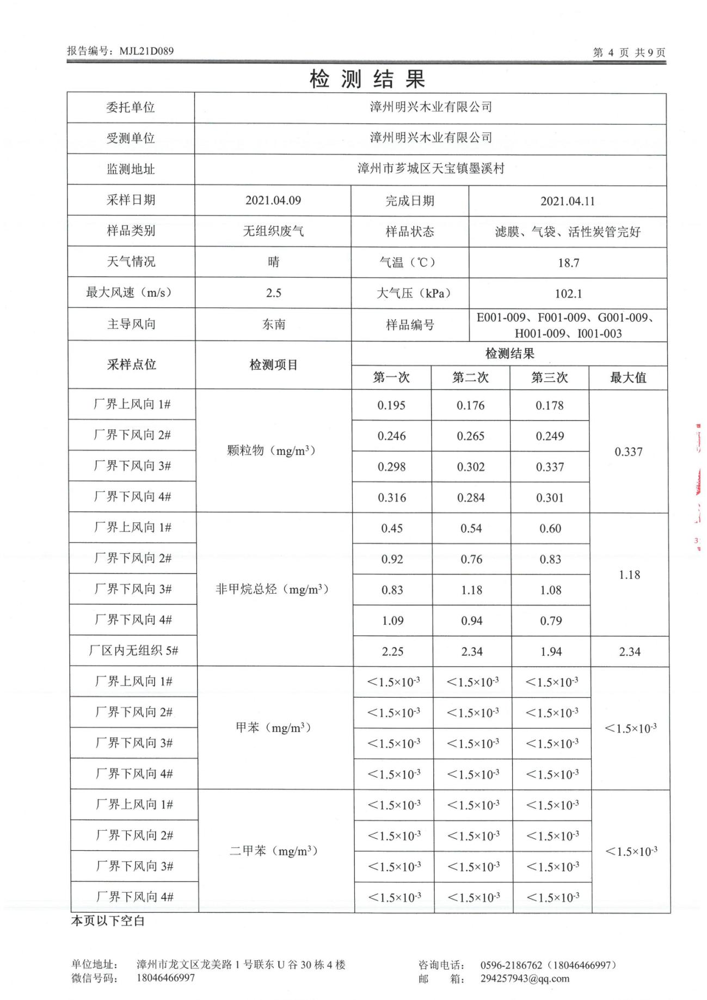 报告编号：MJL21D089
第 4 页 共 9 页
检 测 结 果
委托单位 漳州明兴木业有限公司
受测单位 漳州明兴木业有限公司
监测地址 漳州市芗城区天宝镇墨溪村
采样日期 2021.04.09 完成日期 2021.04.11
样品类别 无组织废气 样品状态 滤膜、气袋、活性炭管完好
天气情况 晴 气温（℃） 18.7
最大风速（m/s） 2.5 大气压（kPa） 102.1
主导风向 东南 样品编号 E001-009、F001-009、G001-009、
H001-009、I001-003
采样点位 检测项目 检测结果
第一次 第二次 第三次 最大值
厂界上风向 1# 0.195 0.176 0.178
厂界下风向 2# 0.246 0.265 0.249
颗粒物（mg/m³） 0.337
厂界下风向 3# 0.298 0.302 0.337
厂界下风向 4# 0.316 0.284 0.301
厂界上风向 1# 0.45 0.54 0.60
厂界下风向 2# 0.92 0.76 0.83
1.18
厂界下风向 3# 非甲烷总烃（mg/m³） 0.83 1.18 1.08
厂界下风向 4# 1.09 0.94 0.79
厂区内无组织 5# 2.25 2.34 1.94 2.34
厂界上风向 1# ＜1.5×10⁻³ ＜1.5×10⁻³ ＜1.5×10⁻³
厂界下风向 2# ＜1.5×10⁻³ ＜1.5×10⁻³ ＜1.5×10⁻³
甲苯（mg/m³） ＜1.5×10⁻³
厂界下风向 3# ＜1.5×10⁻³ ＜1.5×10⁻³ ＜1.5×10⁻³
厂界下风向 4# ＜1.5×10⁻³ ＜1.5×10⁻³ ＜1.5×10⁻³
厂界上风向 1# ＜1.5×10⁻³ ＜1.5×10⁻³ ＜1.5×10⁻³
厂界下风向 2# ＜1.5×10⁻³ ＜1.5×10⁻³ ＜1.5×10⁻³
二甲苯（mg/m³） ＜1.5×10⁻³
厂界下风向 3# ＜1.5×10⁻³ ＜1.5×10⁻³ ＜1.5×10⁻³
厂界下风向 4# ＜1.5×10⁻³ ＜1.5×10⁻³ ＜1.5×10⁻³
本页以下空白
单位地址： 漳州市龙文区龙美路 1 号联东 U 谷 30 栋 4 楼 咨询电话： 0596-2186762（18046466997）
微信号码： 18046466997 邮 箱： 294257943@qq.com